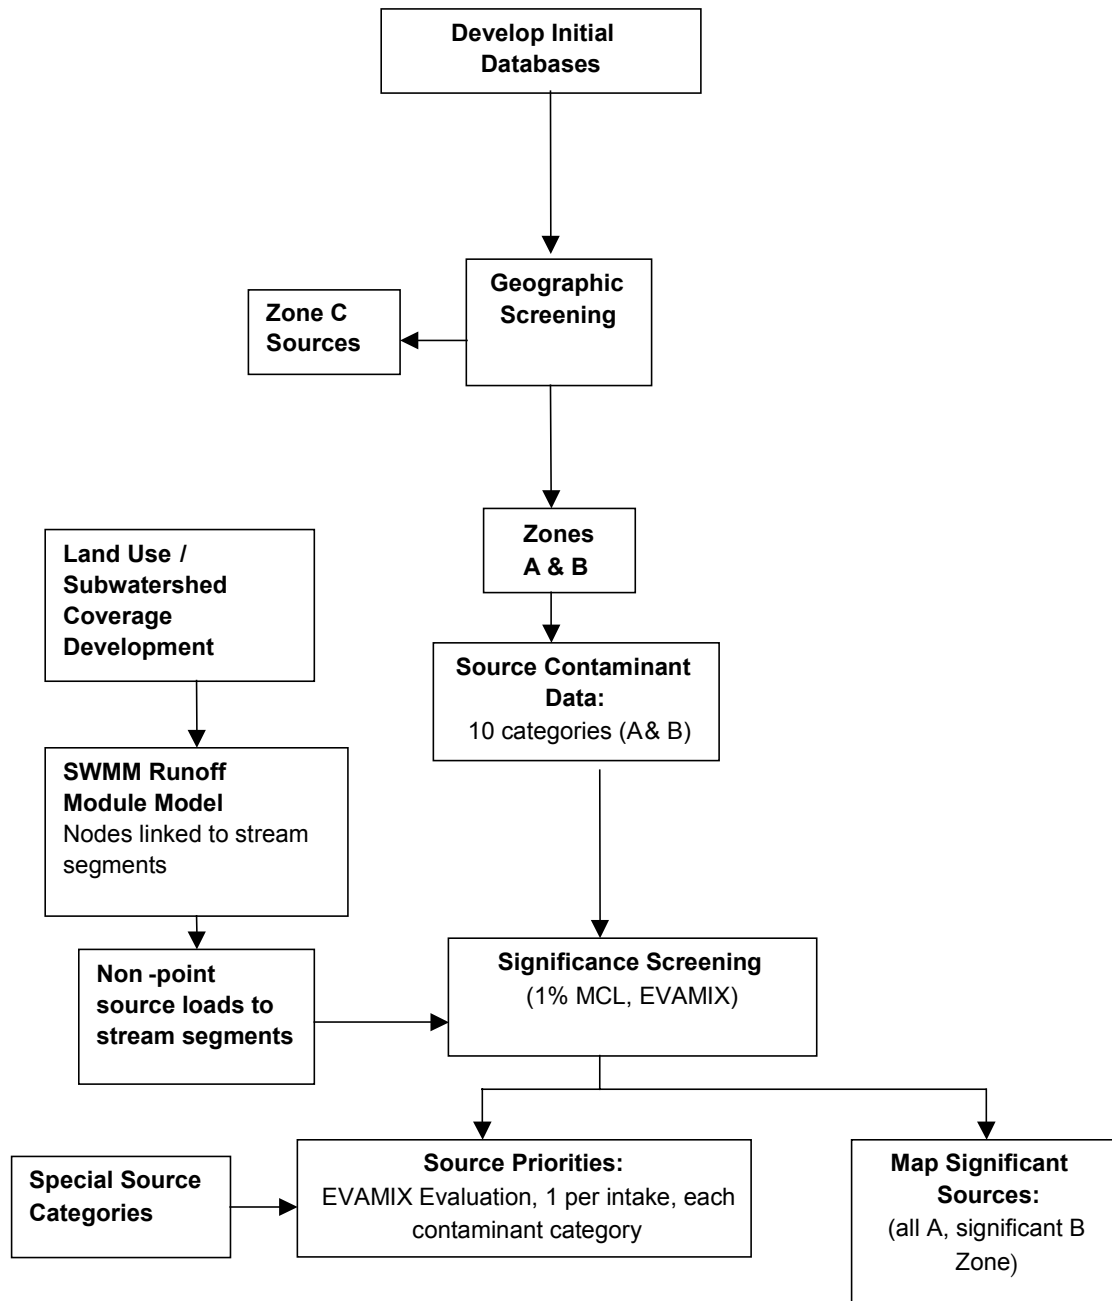 Develop Initial
Databases
Geographic
Screening
Zone C
Sources
Zones
A & B
Land Use /
Subwatershed
Coverage
Development
Source Contaminant
Data:
10 categories (A& B)
SWMM Runoff
Module Model
Nodes linked to stream
segments
Non -point
source loads to
stream segments
Significance Screening
(1% MCL, EVAMIX)
Special Source
Categories
Source Priorities:
EVAMIX Evaluation, 1 per intake, each
contaminant category
Map Significant
Sources:
(all A, significant B
Zone)